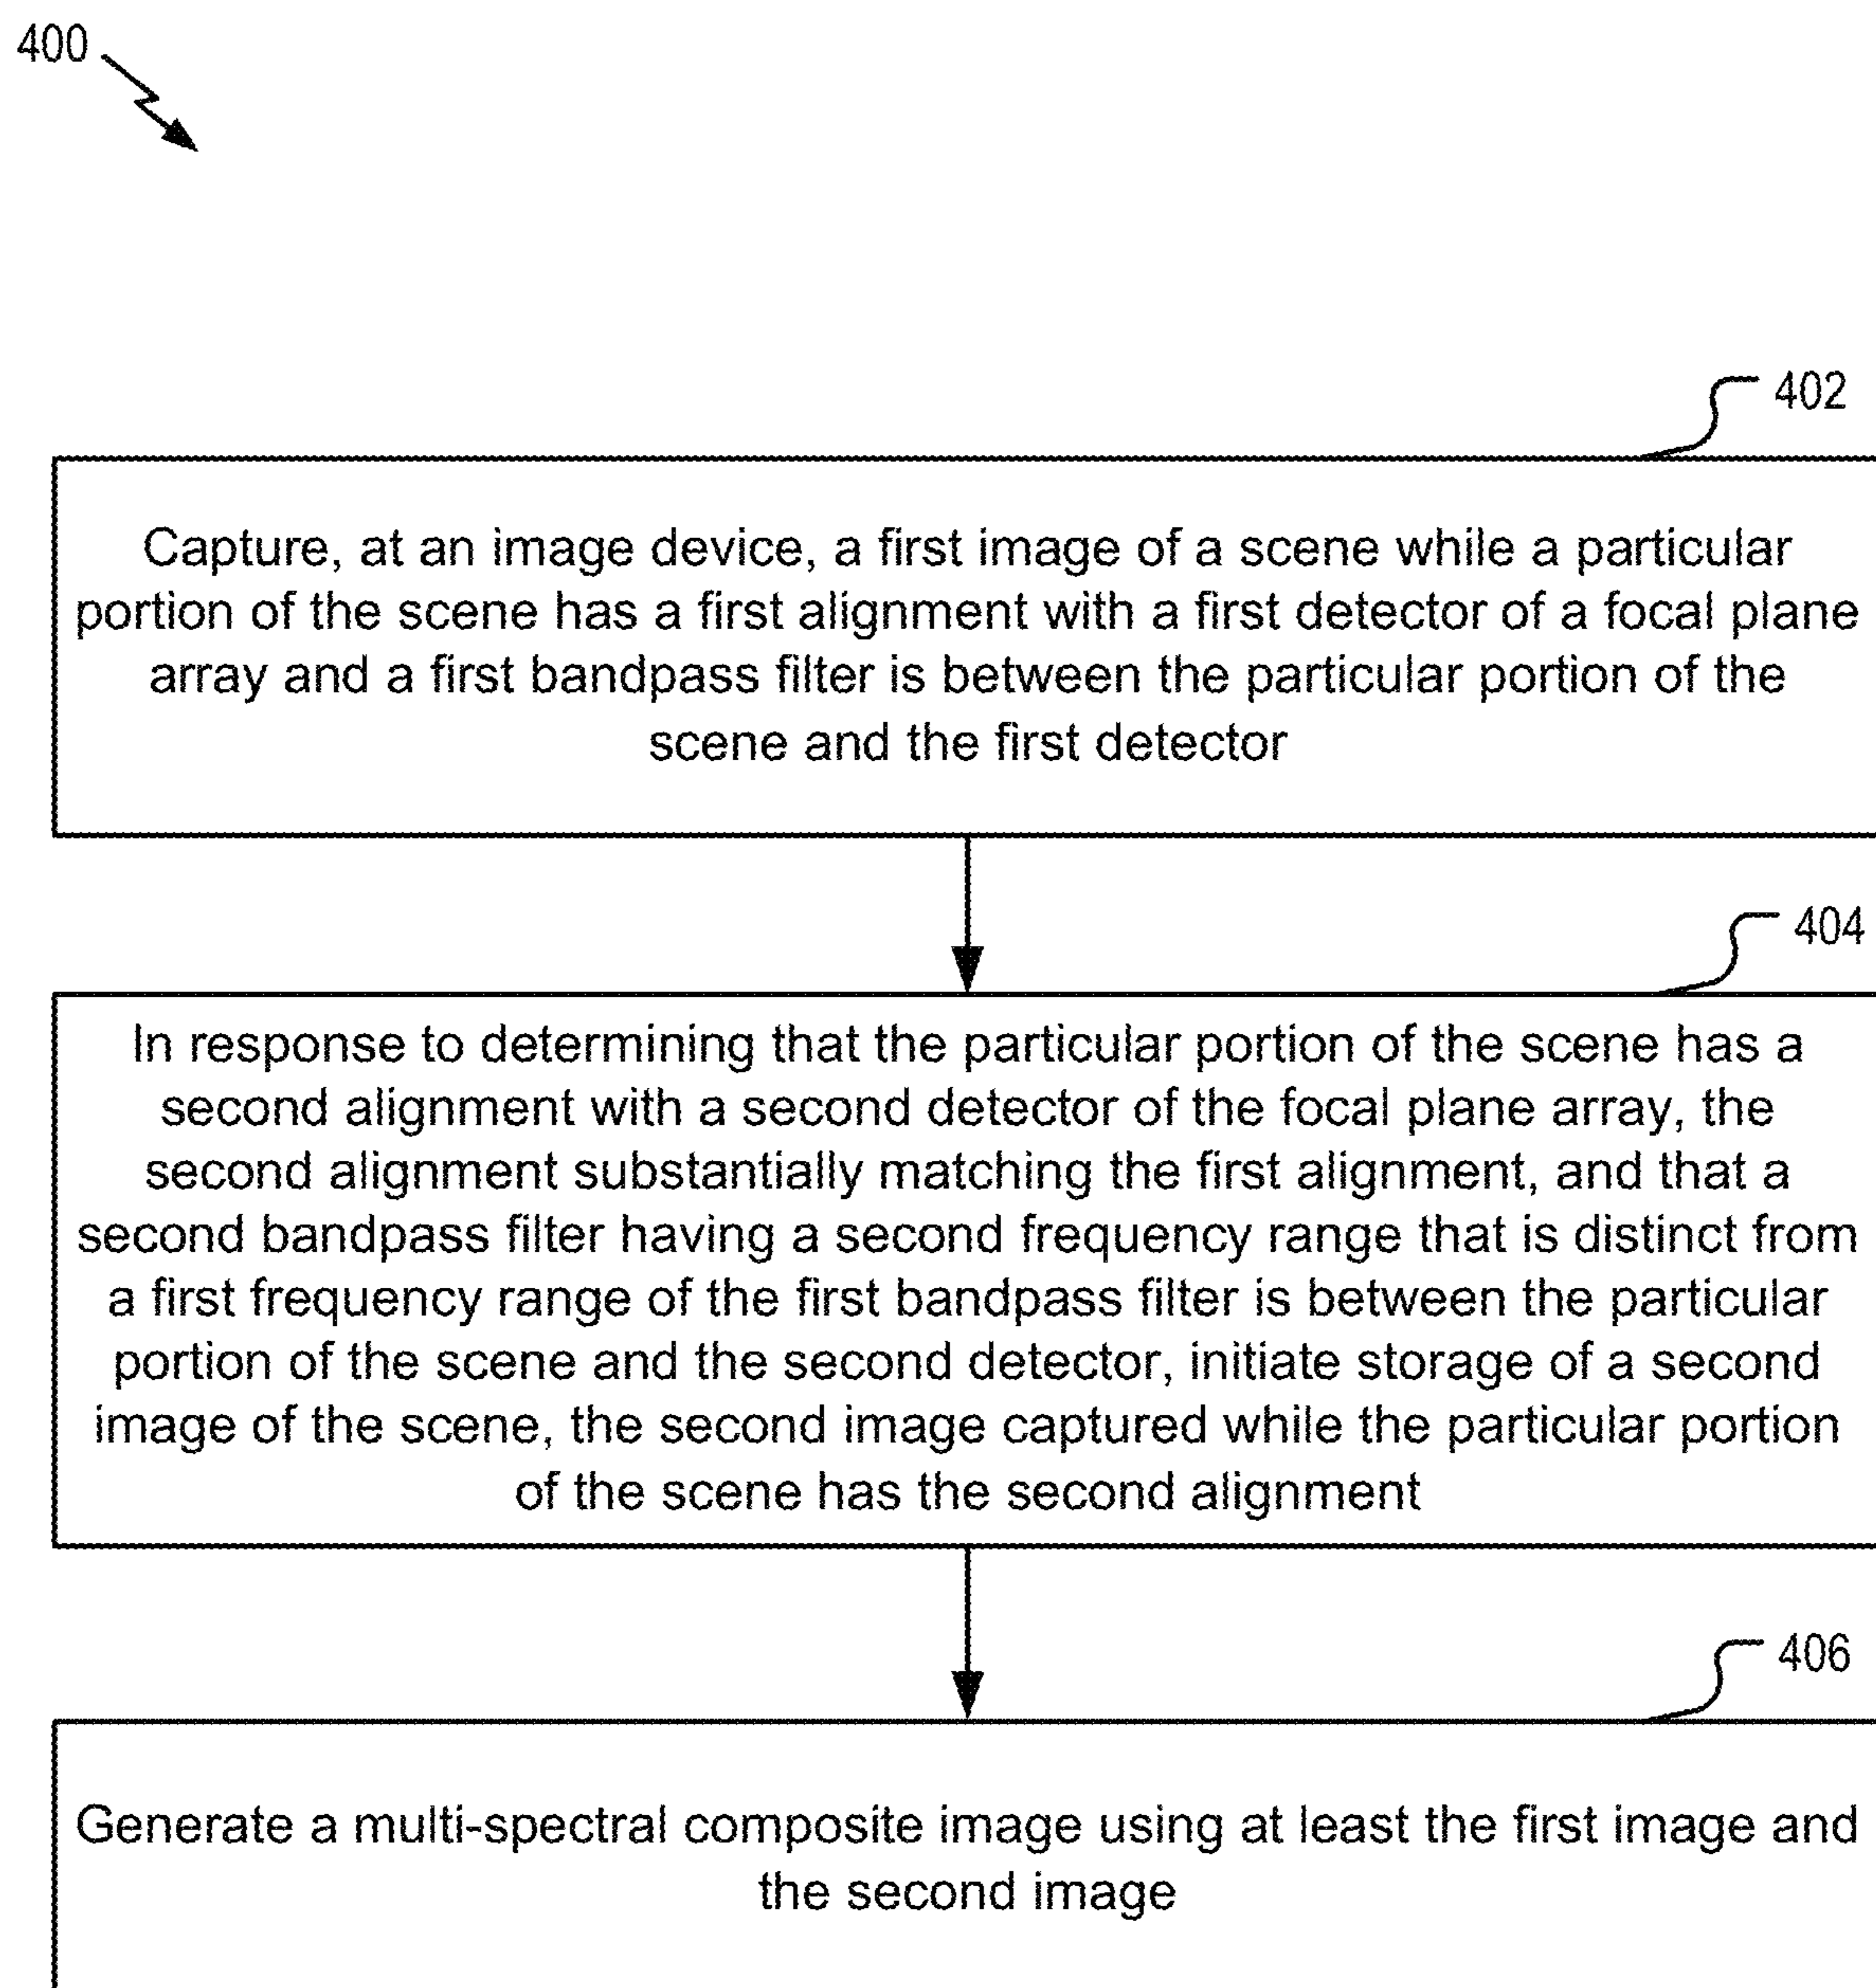 400
402
Capture, at an image device, a first image of a scene while a particular
portion of the scene has a first alignment with a first detector of a focal plane
array and a first bandpass filter is between the particular portion of the
scene and the first detector
404
In response to determining that the particular portion of the scene has a
second alignment with a second detector of the focal plane array, the
second alignment substantially matching the first alignment, and that a
second bandpass filter having a second frequency range that is distinct from
a first frequency range of the first bandpass filter is between the particular
portion of the scene and the second detector, initiate storage of a second
image of the scene, the second image captured while the particular portion
of the scene has the second alignment
406
Generate a multi-spectral composite image using at least the first image and
the second image